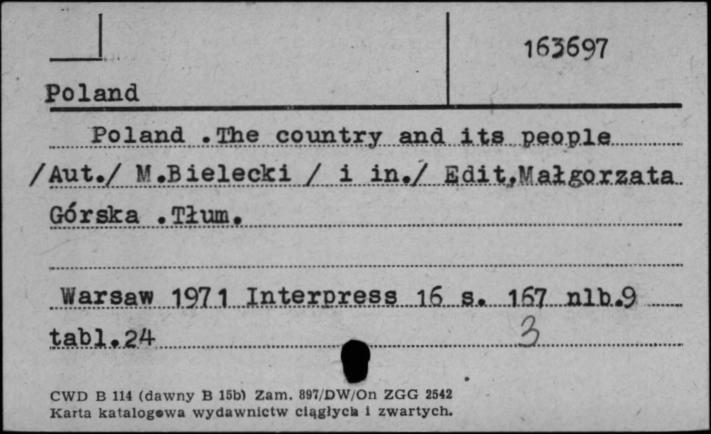 163697
Poland
Poland .The country and its people
/Aut./ M.Bielecki / i in./ Edit,Małgorzata
Górska .Tłum.
Warsaw 1971 Interpress 16 s. 167 nlb.9
tabl.24
3
CWD B 114 (dawny B 15b) Zam. 897/DW/On ZGG 2542
Karta katalogowa wydawnictw ciągłych i zwartych.